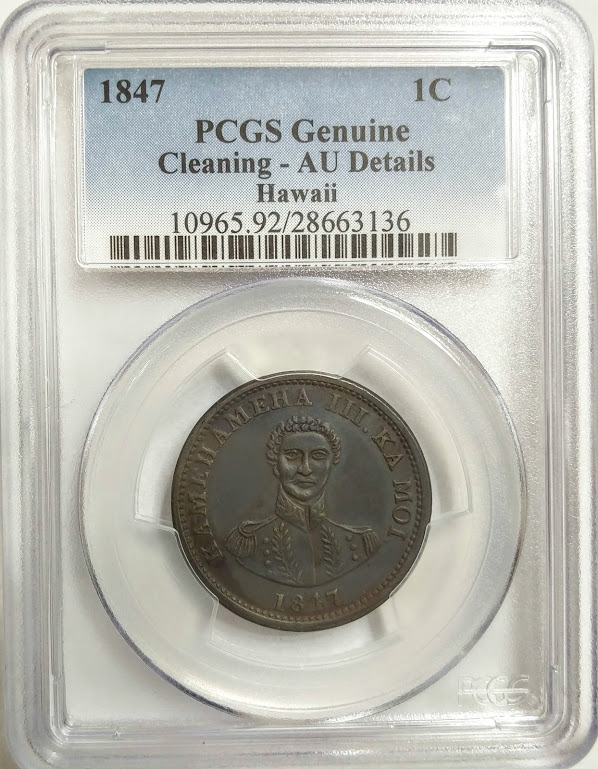 1847 1C
PCGS Genuine
Cleaning - AU Details
Hawaii
10965.92/28663136
KAMEHAMEHA III. KA MOI
1847
PCGS